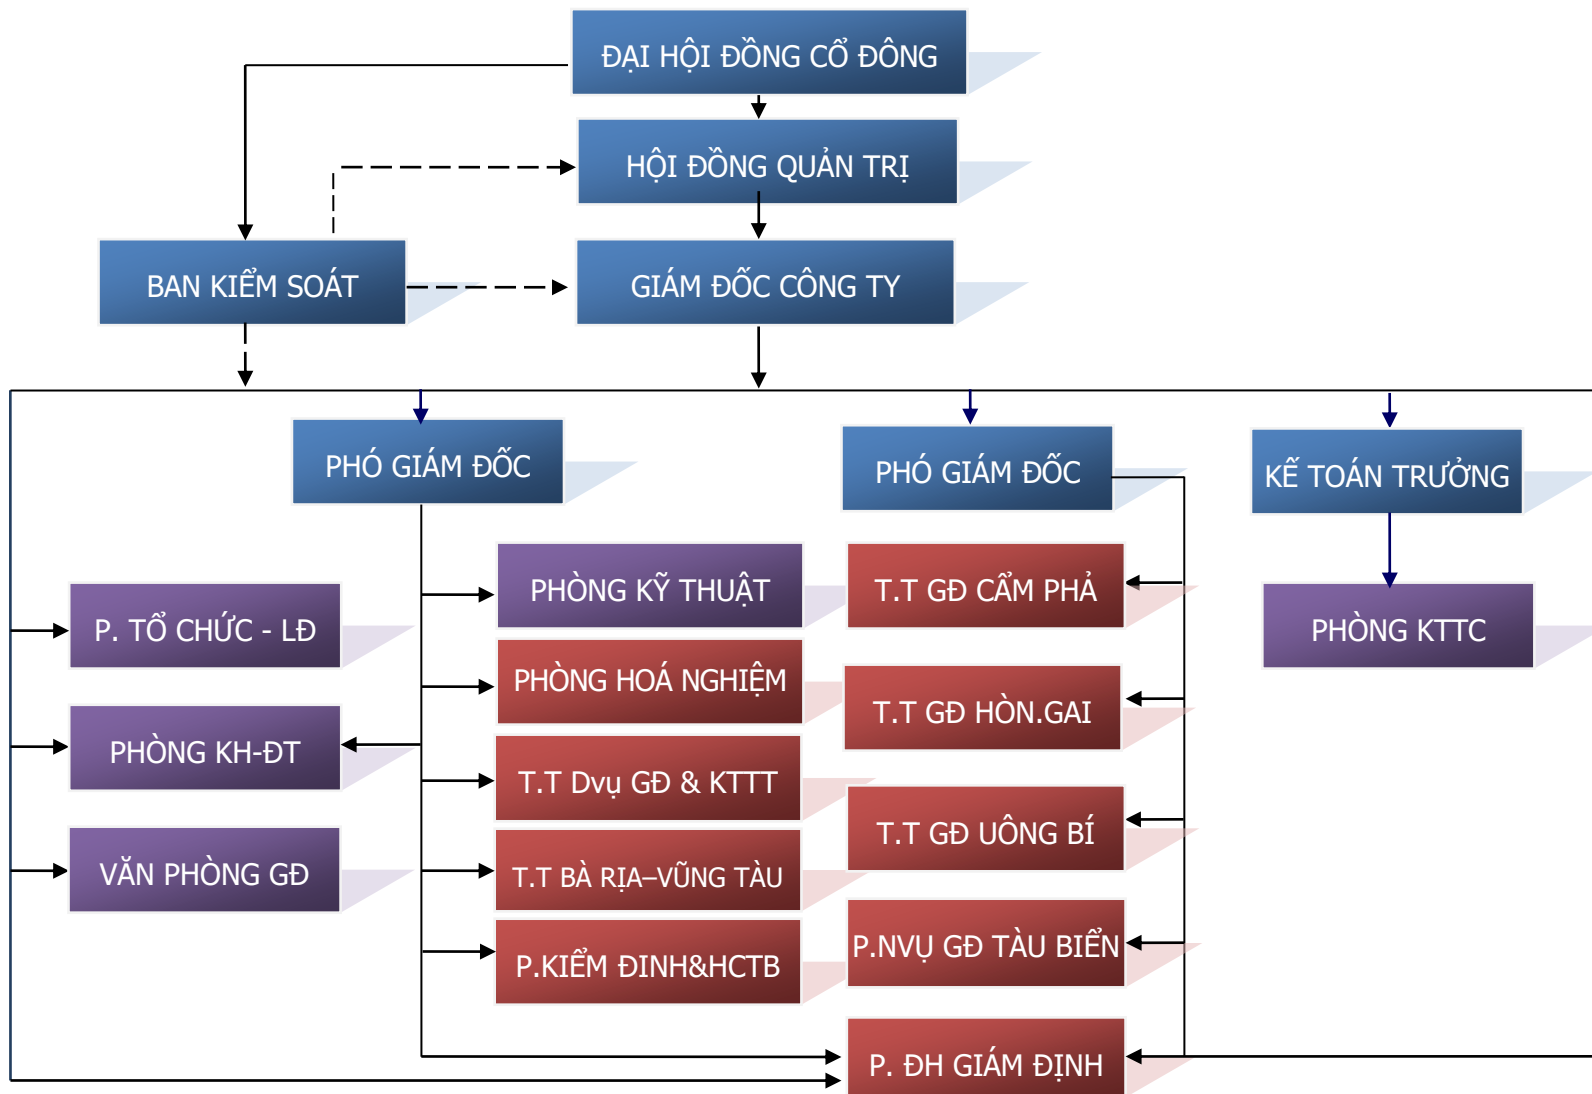 ĐẠI HỘI ĐỒNG CỔ ĐÔNG
HỘI ĐỒNG QUẢN TRỊ
BAN KIỂM SOÁT
GIÁM ĐỐC CÔNG TY
PHÓ GIÁM ĐỐC
PHÓ GIÁM ĐỐC
KẾ TOÁN TRƯỞNG
P. TỔ CHỨC - LĐ
PHÒNG KH-ĐT
VĂN PHÒNG GĐ
PHÒNG KỸ THUẬT
PHÒNG HOÁ NGHIỆM
T.T Dvụ GĐ & KTTT
T.T BÀ RỊA–VŨNG TÀU
P.KIỂM ĐINH&HCTB
T.T GĐ CẨM PHẢ
T.T GĐ HÒN.GAI
T.T GĐ UÔNG BÍ
P.NVỤ GĐ TÀU BIỂN
P. ĐH GIÁM ĐỊNH
PHÒNG KTTC